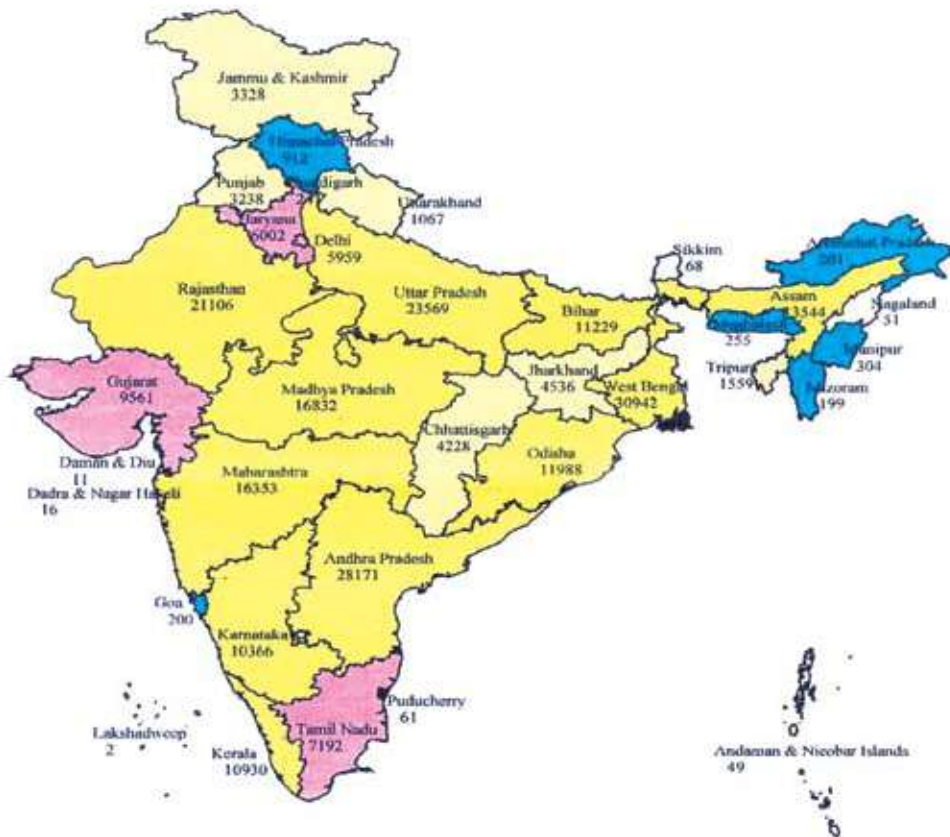 Jammu & Kashmir
3328
Himachal Pradesh
912
Punjab
3238
Uttarakhand
1067
Haryana
6002
Delhi
5959
Sikkim
68
Arunachal Pradesh
Rajasthan
21106
Uttar Pradesh
23569
Bihar
11229
Assam
13544
Nagaland
51
255
Manipur
304
Gujarat
9561
Madhya Pradesh
16832
Jharkhand
4536
West Bengal
30942
Tripura
1559
Mizoram
199
Chhattisgarh
4228
Odisha
11988
Daman & Diu
11
Maharashtra
16353
Dadra & Nagar Haveli
16
Andhra Pradesh
28171
Goa
200
Karnataka
10366
Puducherry
61
Lakshadweep
2
Tamil Nadu
7192
Kerala
10930
Andaman & Nicobar Islands
49